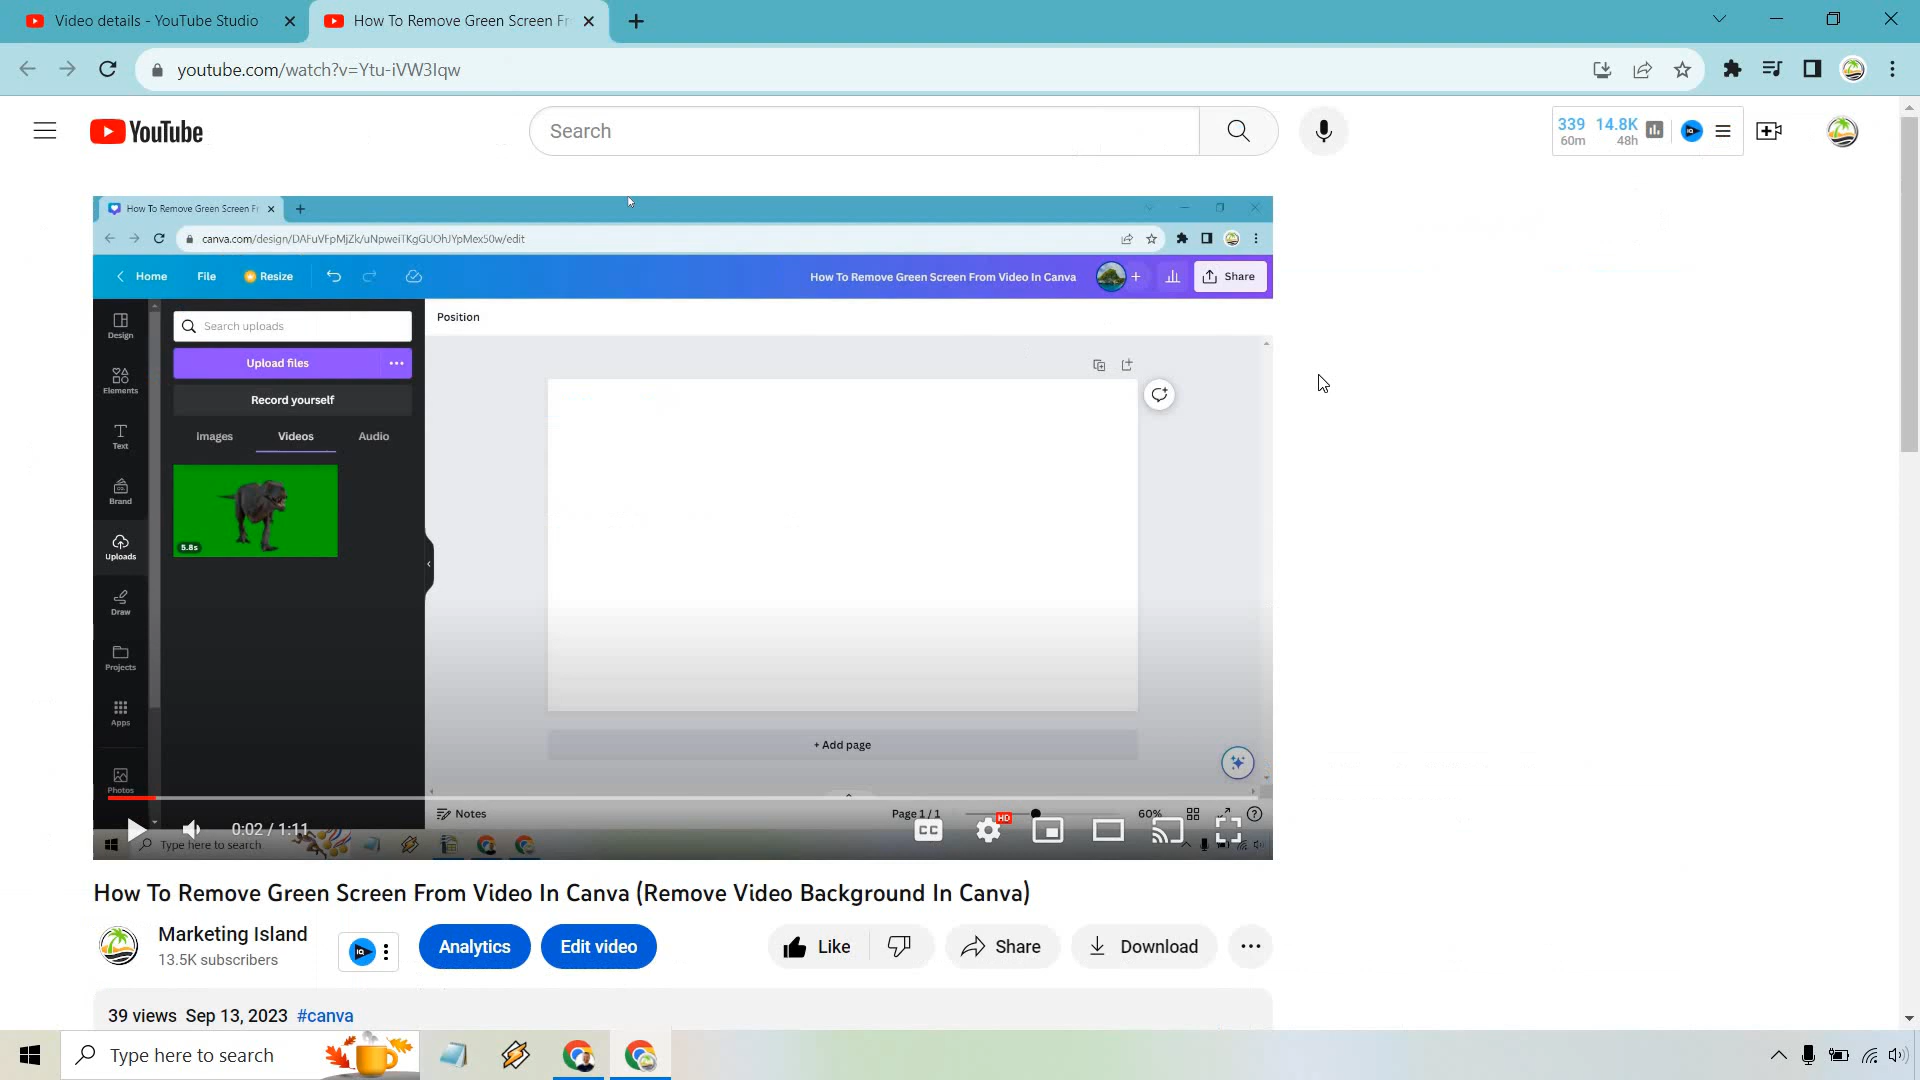 Video details - YouTube Studio
How To Remove Green Screen Fr
youtube.com/watch?v=Ytu-iVW3Iqw
YouTube
Search
339 14.8K
60m 48h
How To Remove Green Screen Fr
canva.com/design/DAFuVFpMjZk/uNpweiTKgGUOhJYpMex50w/edit
Home File Resize How To Remove Green Screen From Video In Canva Share
Design
Search uploads
Position
Upload files
Elements
Record yourself
Text
Images Videos Audio
Brand
5.8s
Uploads
Draw
Projects
Apps
+ Add page
Photos
Notes Page 1 / 1 60%
0:02 / 1:11 CC HD
Type here to search
How To Remove Green Screen From Video In Canva (Remove Video Background In Canva)
Marketing Island
13.5K subscribers
IQ
Analytics Edit video Like Share Download
39 views Sep 13, 2023 #canva
Type here to search